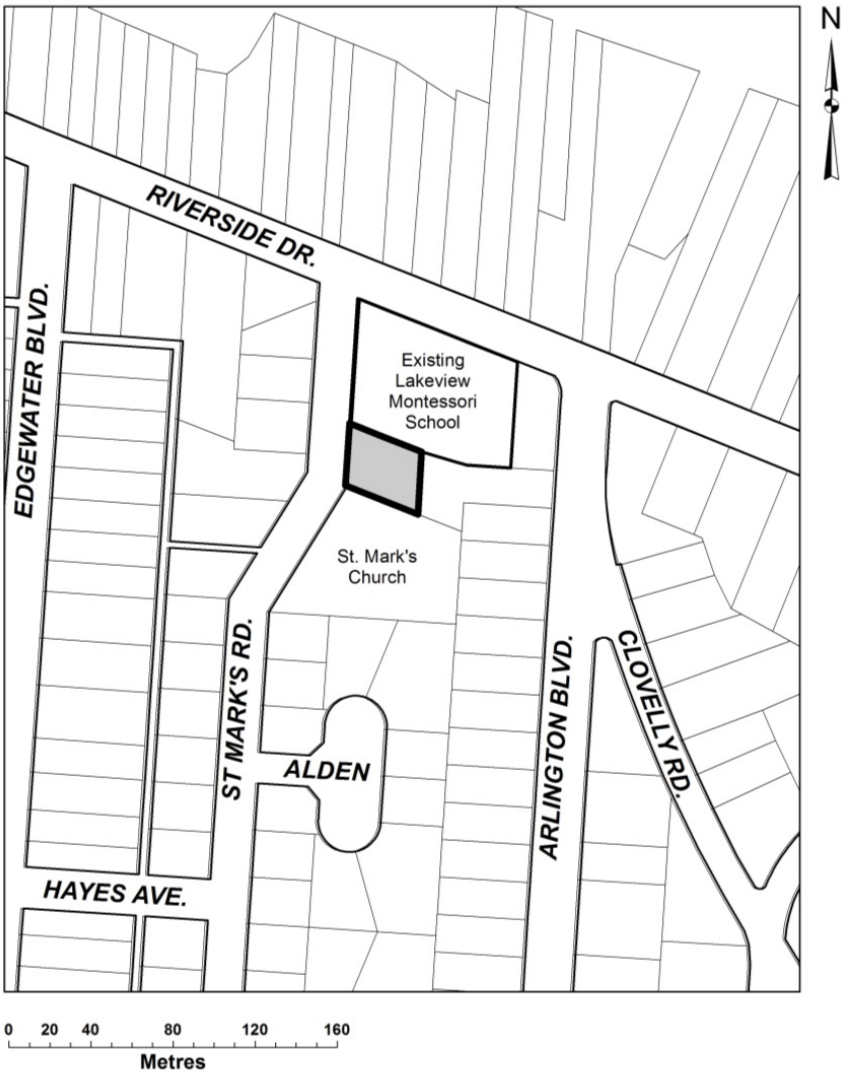 N
RIVERSIDE DR.
EDGEWATER BLVD.
Existing
Lakeview
Montessori
School
St. Mark's
Church
ST MARK'S RD.
ALDEN
ARLINGTON BLVD.
CLOVELLY RD.
HAYES AVE.
0 20 40 80 120 160
Metres